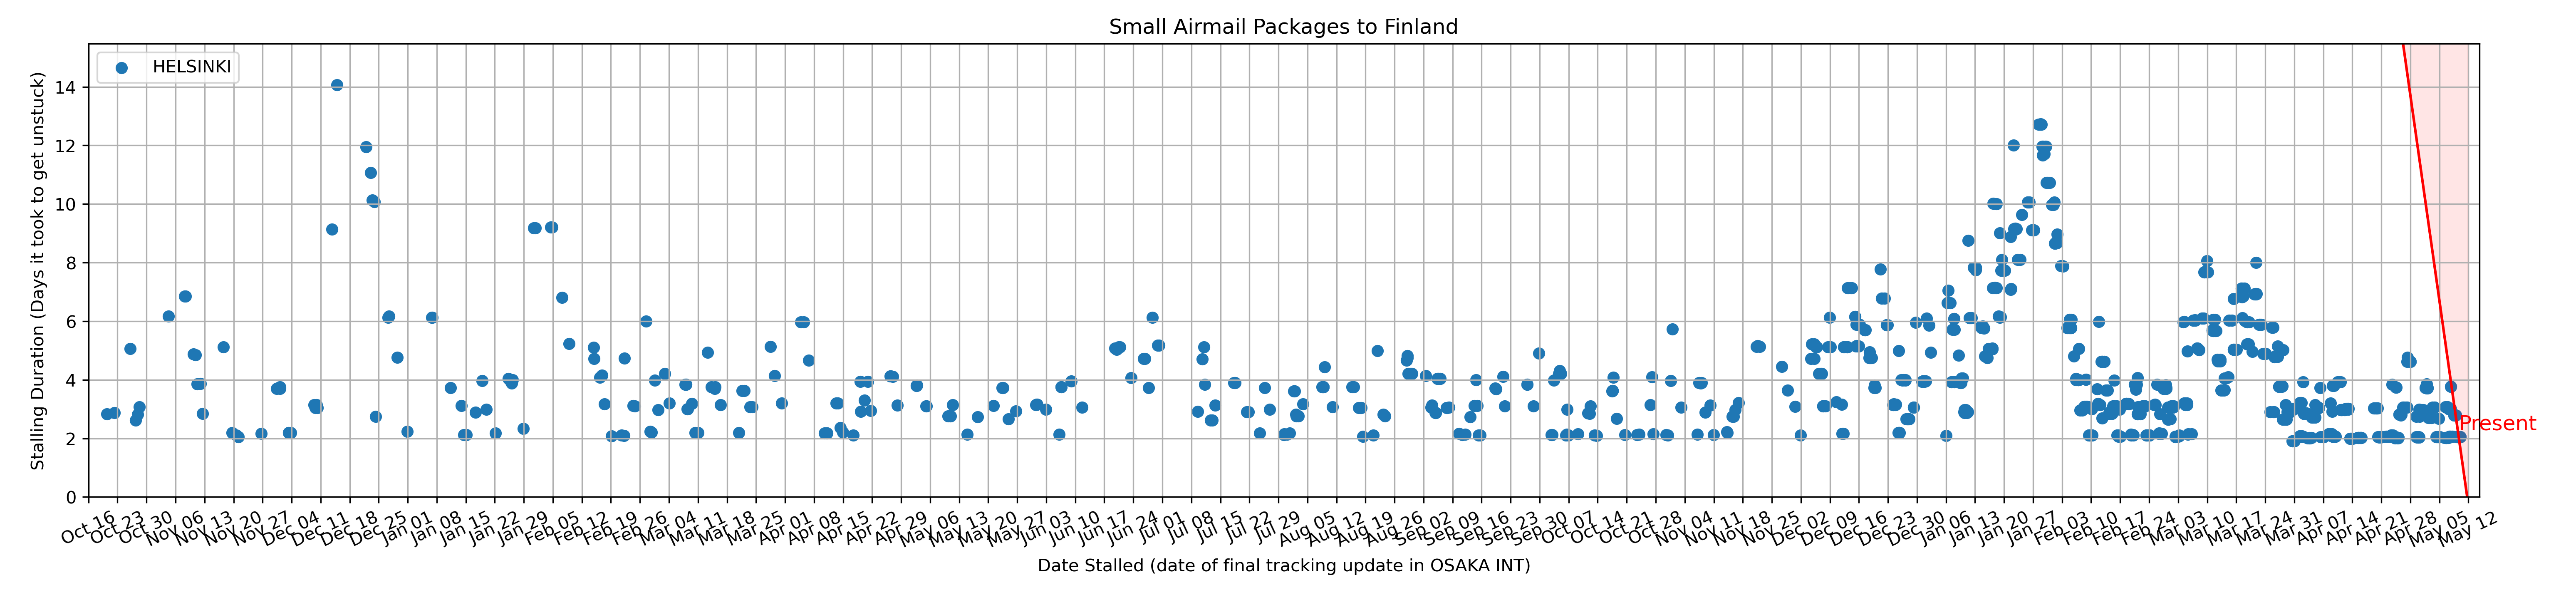 Small Airmail Packages to Finland
HELSINKI
Stalling Duration (Days it took to get unstuck)
14
12
10
8
6
4
2
0
Present
Oct 16
Oct 23
Oct 30
Nov 06
Nov 13
Nov 20
Nov 27
Dec 04
Dec 11
Dec 18
Dec 25
Jan 01
Jan 08
Jan 15
Jan 22
Jan 29
Feb 05
Feb 12
Feb 19
Feb 26
Mar 04
Mar 11
Mar 18
Mar 25
Apr 01
Apr 08
Apr 15
Apr 22
Apr 29
May 06
May 13
May 20
May 27
Jun 03
Jun 10
Jun 17
Jun 24
Jul 01
Jul 08
Jul 15
Jul 22
Jul 29
Aug 05
Aug 12
Aug 19
Aug 26
Sep 02
Sep 09
Sep 16
Sep 23
Sep 30
Oct 07
Oct 14
Oct 21
Oct 28
Nov 04
Nov 11
Nov 18
Nov 25
Dec 02
Dec 09
Dec 16
Dec 23
Dec 30
Jan 06
Jan 13
Jan 20
Jan 27
Feb 03
Feb 10
Feb 17
Feb 24
Mar 03
Mar 10
Mar 17
Mar 24
Mar 31
Apr 07
Apr 14
Apr 21
Apr 28
May 05
May 12
Date Stalled (date of final tracking update in OSAKA INT)